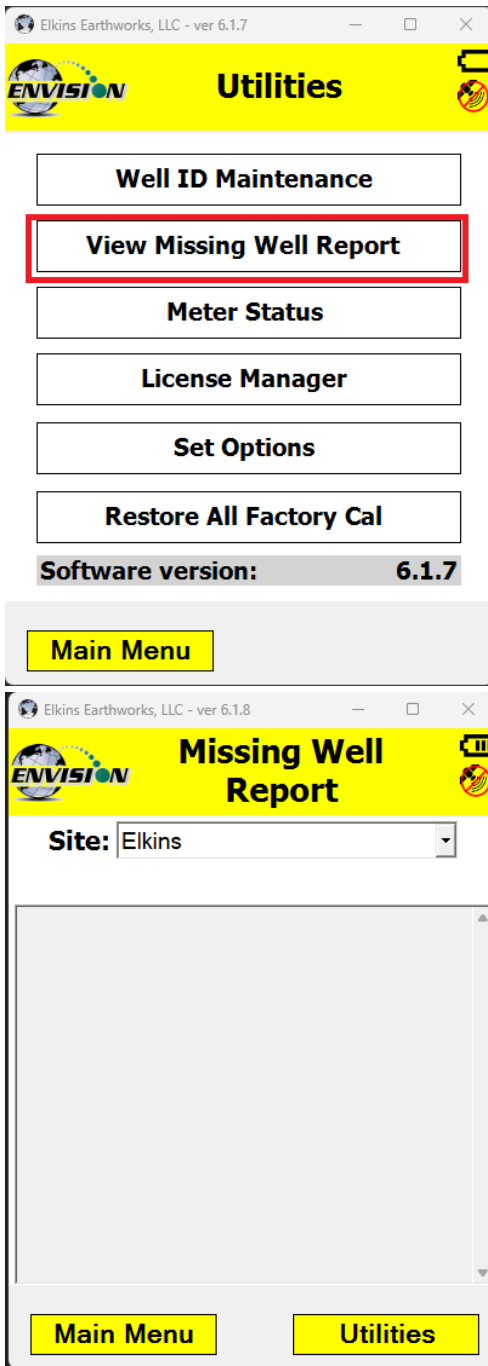 Elkins Earthworks, LLC - ver 6.1.7
ENVISION
Utilities
Well ID Maintenance
View Missing Well Report
Meter Status
License Manager
Set Options
Restore All Factory Cal
Software version: 6.1.7
Main Menu
Elkins Earthworks, LLC - ver 6.1.8
ENVISION
Missing Well
Report
Site: Elkins
Main Menu Utilities